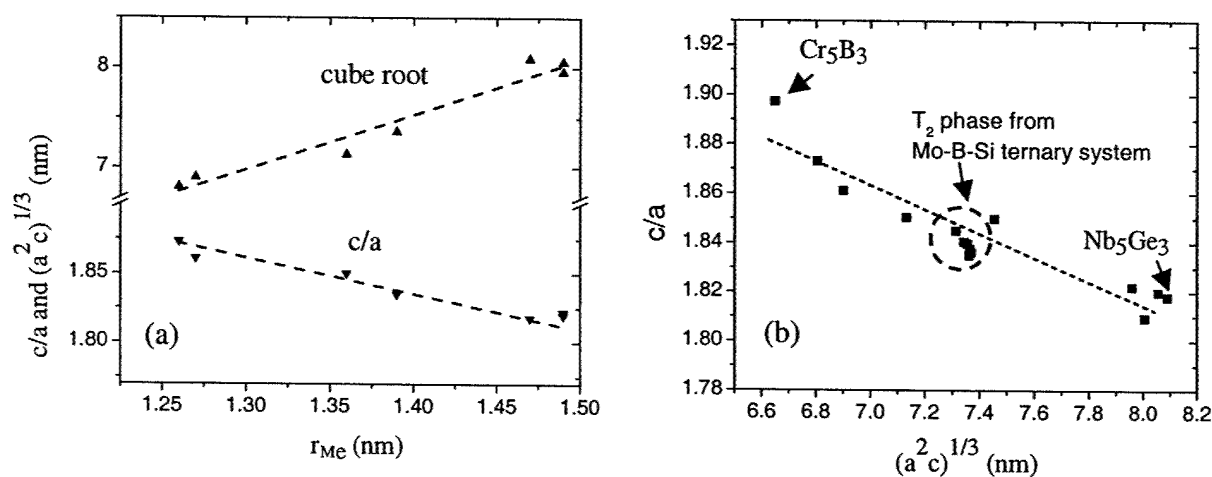 8
7
1.85
1.80
c/a and (a²c)^1/3 (nm)
cube root
c/a
(a)
1.25 1.30 1.35 1.40 1.45 1.50
r_Me (nm)
1.92
1.90
1.88
1.86
1.84
1.82
1.80
1.78
c/a
Cr₅B₃
T₂ phase from
Mo-B-Si ternary system
Nb₅Ge₃
(b)
6.6 6.8 7.0 7.2 7.4 7.6 7.8 8.0 8.2
(a²c)^1/3 (nm)